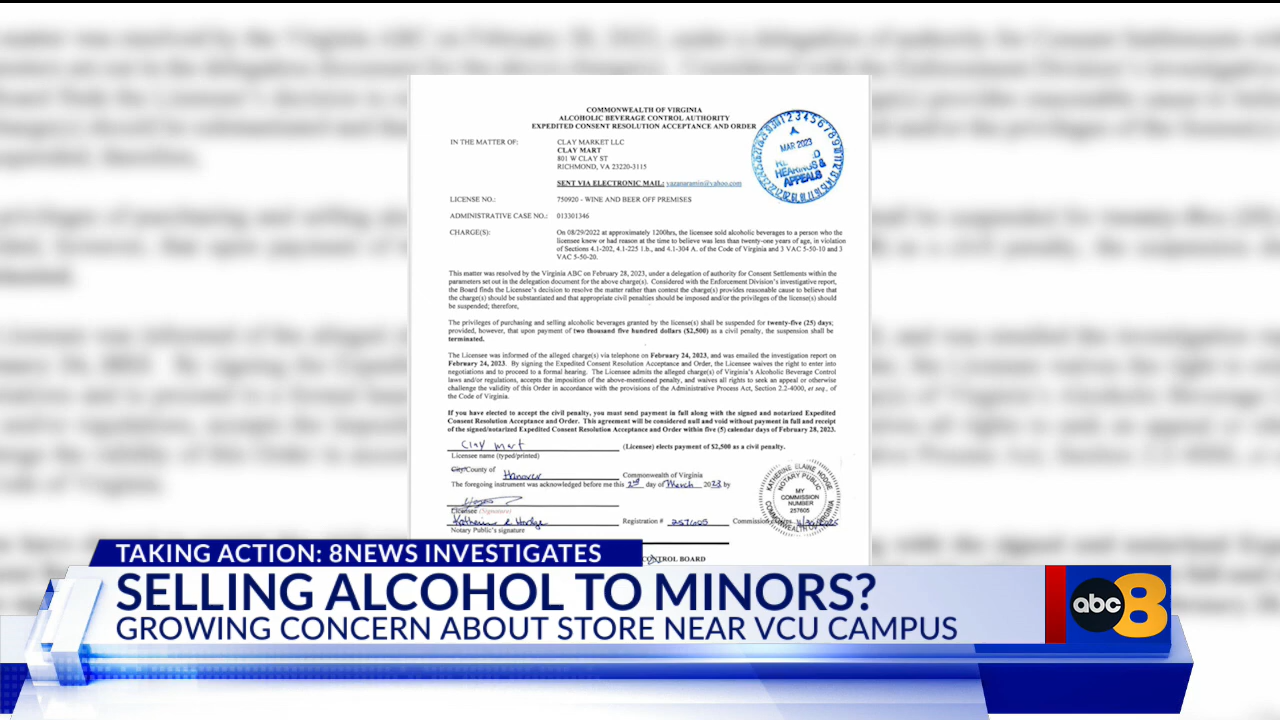 COMMONWEALTH OF VIRGINIA
ALCOHOLIC BEVERAGE CONTROL AUTHORITY
EXPEDITED CONSENT RESOLUTION ACCEPTANCE AND ORDER
IN THE MATTER OF:
CLAY MARKET LLC
CLAY MART
801 W CLAY ST
RICHMOND, VA 23220-3115
SENT VIA ELECTRONIC MAIL:
1 2 3 4 5 6 7 8 9
MAR 2023
HEARINGS &
APPEALS
LICENSE NO.: 750920 - WINE AND BEER OFF PREMISES
ADMINISTRATIVE CASE NO.: 013301346
CHARGE(S): On 08/29/2022 at approximately 1200hrs, the licensee sold alcoholic beverages to a person who the
licensee knew or had reason at the time to believe was less than twenty-one years of age, in violation
of Sections 4.1-202, 4.1-225 1.b., and 4.1-304 A. of the Code of Virginia and 3 VAC 5-50-10 and 3
VAC 5-50-20.
This matter was resolved by the Virginia ABC on February 28, 2023, under a delegation of authority for Consent Settlements within the
parameters set out in the delegation document for the above charge(s). Considered with the Enforcement Division's investigative report,
the Board finds the Licensee's decision to resolve the matter rather than contest the charge(s) provides reasonable cause to believe that
the charge(s) should be substantiated and that appropriate civil penalties should be imposed and/or the privileges of the license(s) should
be suspended; therefore,
The privileges of purchasing and selling alcoholic beverages granted by the license(s) shall be suspended for twenty-five (25) days;
provided, however, that upon payment of two thousand five hundred dollars ($2,500) as a civil penalty, the suspension shall be
terminated.
The Licensee was informed of the alleged charge(s) via telephone on February 24, 2023, and was emailed the investigation report on
February 24, 2023. By signing the Expedited Consent Resolution Acceptance and Order, the Licensee waives the right to enter into
negotiations and to proceed to a formal hearing. The Licensee admits the alleged charge(s) of Virginia's Alcoholic Beverage Control
laws and/or regulations, accepts the imposition of the above-mentioned penalty, and waives all rights to seek an appeal or otherwise
challenge the validity of this Order in accordance with the provisions of the Administrative Process Act, Section 2.2-4000, et seq., of
the Code of Virginia.
If you have elected to accept the civil penalty, you must send payment in full along with the signed and notarized Expedited
Consent Resolution Acceptance and Order. This agreement will be considered null and void without payment in full and receipt
of the signed/notarized Expedited Consent Resolution Acceptance and Order within five (5) calendar days of February 28, 2023.
Clay Mart (Licensee) elects payment of $2,500 as a civil penalty.
Licensee name (typed/printed)
City/County of Hanover Commonwealth of Virginia
The foregoing instrument was acknowledged before me this 2nd day of March 2023 by
Licensee (Signature)
Registration # 257605 Commission
Notary Public's signature
KATHERINE ELAINE HODGE
NOTARY PUBLIC
MY
COMMISSION
NUMBER
257605
COMMONWEALTH OF VIRGINIA
CONTROL BOARD
TAKING ACTION: 8NEWS INVESTIGATES
SELLING ALCOHOL TO MINORS?
GROWING CONCERN ABOUT STORE NEAR VCU CAMPUS
abc 8